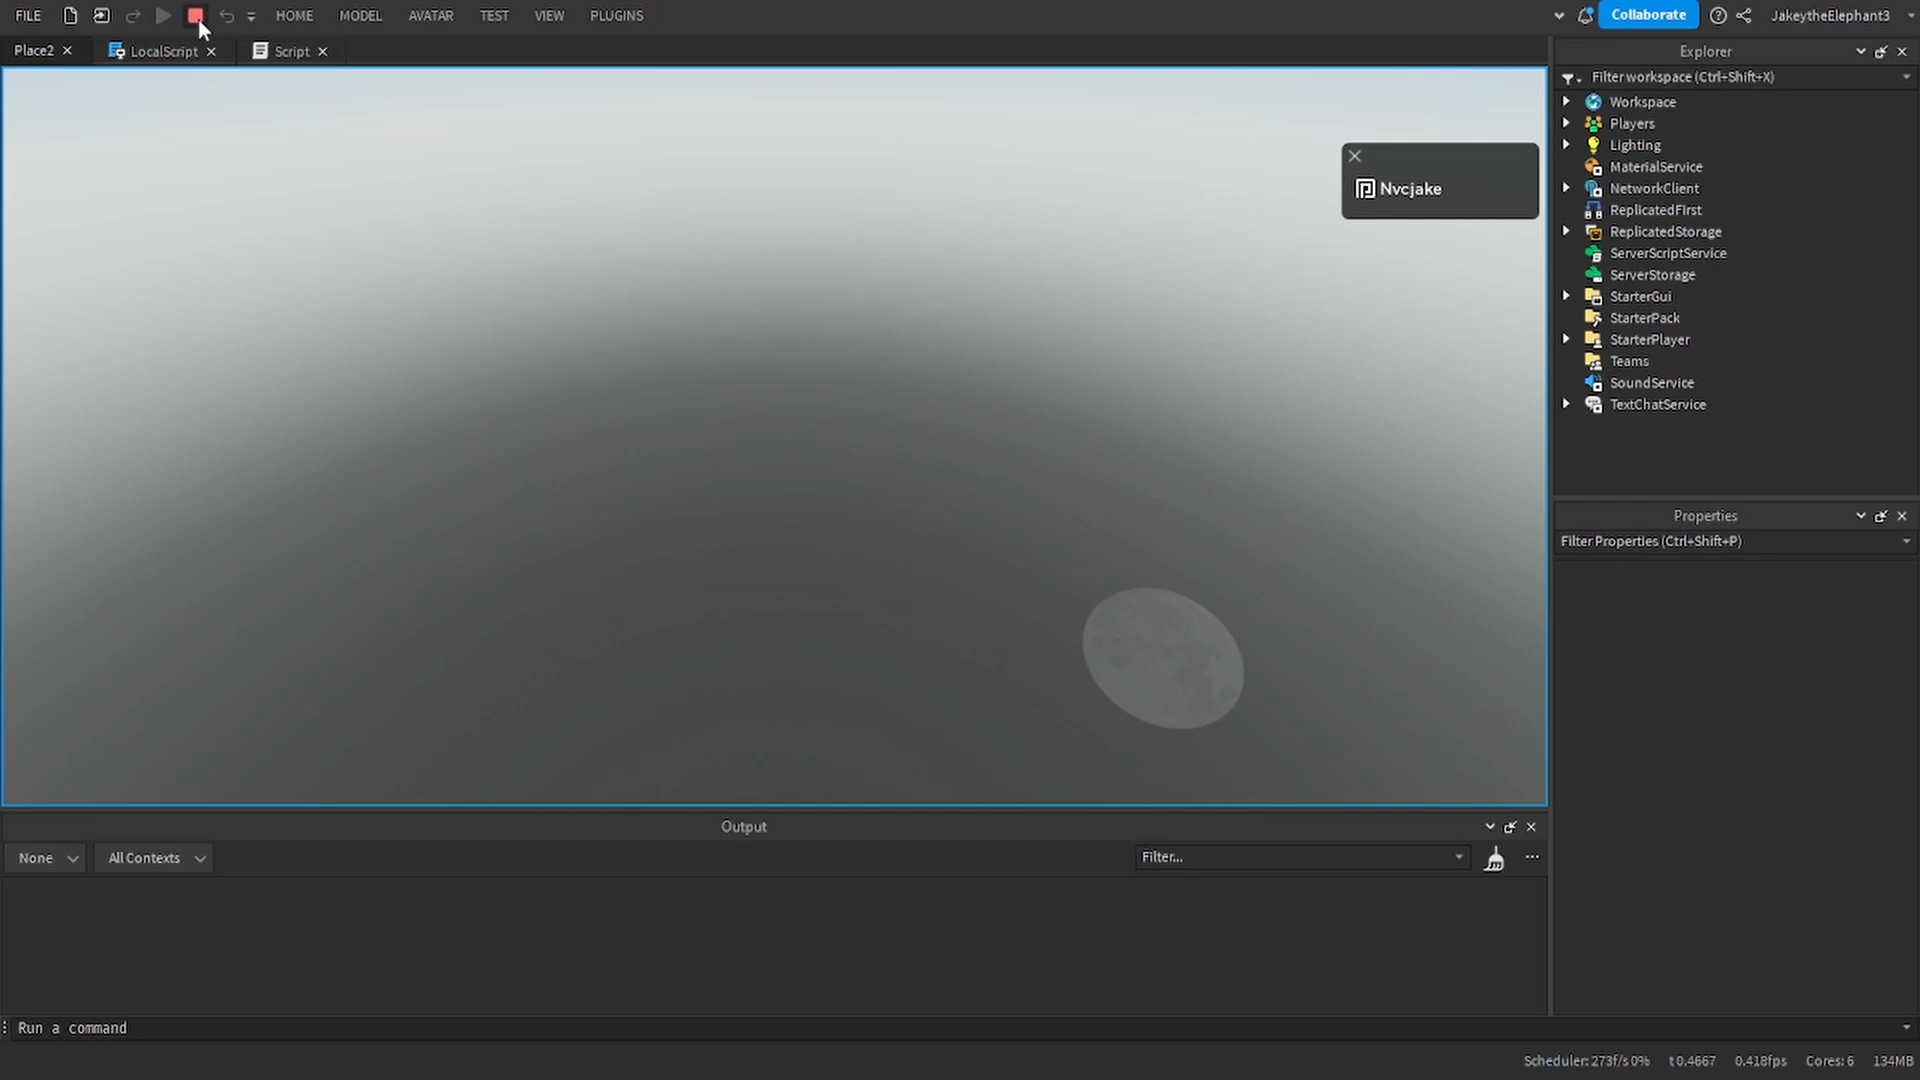 FILE HOME MODEL AVATAR TEST VIEW PLUGINS Collaborate JakeytheElephant3
Place2 LocalScript Script
Nvcjake
Explorer
Filter workspace (Ctrl+Shift+X)
Workspace
Players
Lighting
MaterialService
NetworkClient
ReplicatedFirst
ReplicatedStorage
ServerScriptService
ServerStorage
StarterGui
StarterPack
StarterPlayer
Teams
SoundService
TextChatService
Properties
Filter Properties (Ctrl+Shift+P)
Output
None All Contexts Filter...
Run a command
Scheduler: 273f/s 0% t 0.4667 0.418fps Cores: 6 134MB